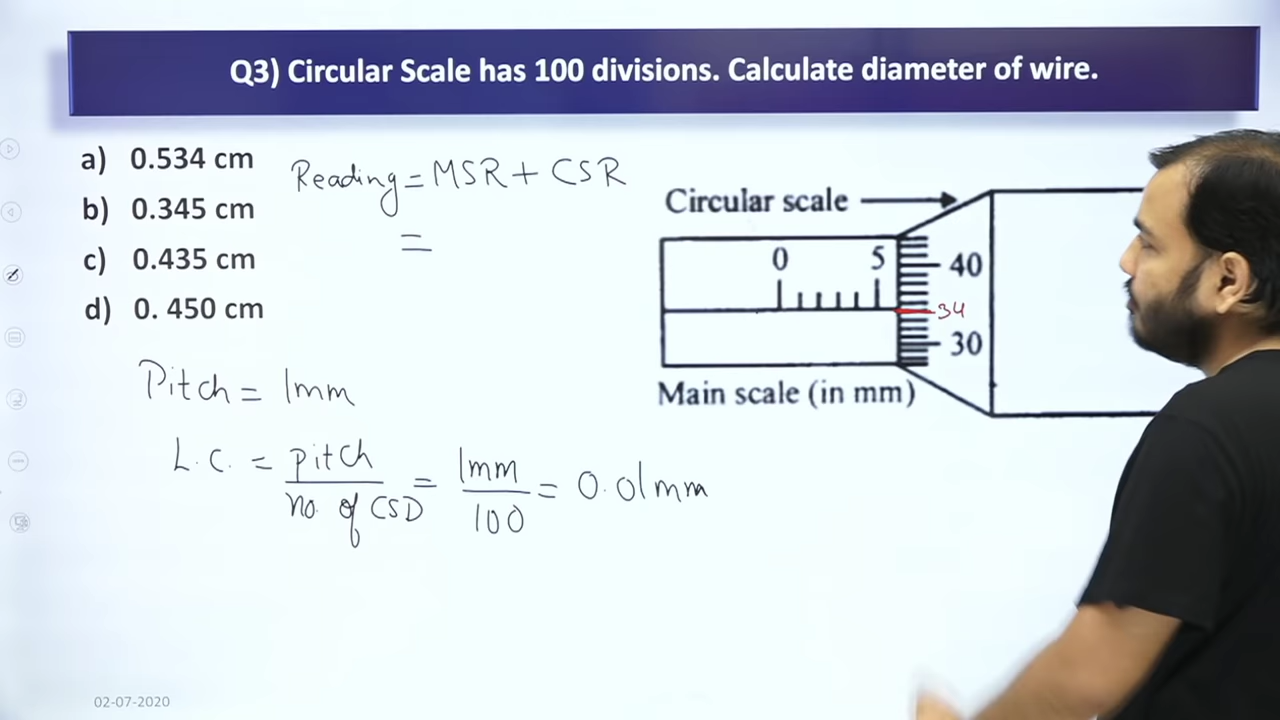 Q3) Circular Scale has 100 divisions. Calculate diameter of wire.
a) 0.534 cm
b) 0.345 cm
c) 0.435 cm
d) 0. 450 cm
Reading = MSR + CSR
=
Pitch = 1mm
L.C. = pitch / no. of CSD = 1mm / 100 = 0.01mm
Circular scale
0 5
40
34
30
Main scale (in mm)
02-07-2020